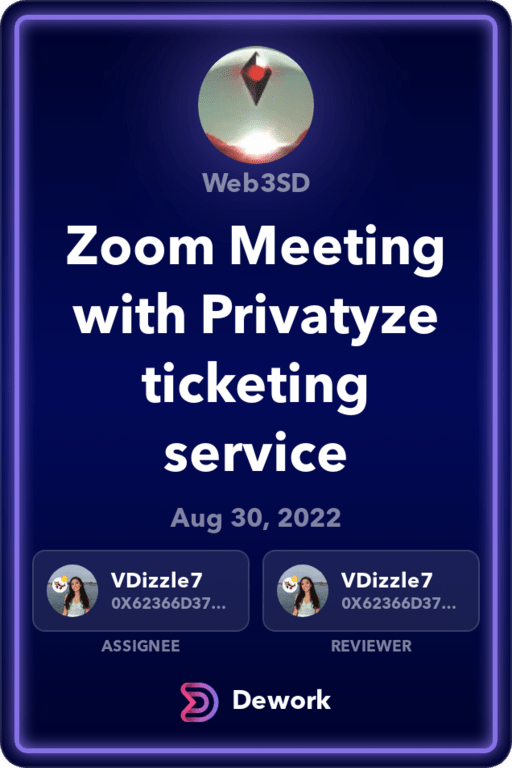 Web3SD
Zoom Meeting
with Privatyze
ticketing
service
Aug 30, 2022
VDizzle7
0X62366D37...
ASSIGNEE
VDizzle7
0X62366D37...
REVIEWER
Dework